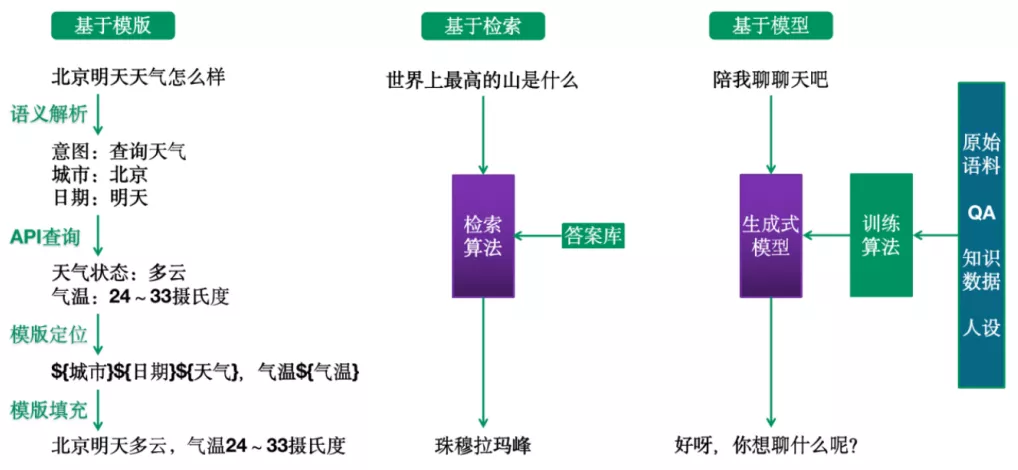 基于模版
北京明天天气怎么样
语义解析
意图：查询天气
城市：北京
日期：明天
API查询
天气状态：多云
气温：24～33摄氏度
模版定位
${城市}${日期}${天气}，气温${气温}
模版填充
北京明天多云，气温24～33摄氏度
基于检索
世界上最高的山是什么
检索
算法
答案库
珠穆拉玛峰
基于模型
陪我聊聊天吧
生成式
模型
训练
算法
原始
语料
QA
知识
数据
人设
好呀，你想聊什么呢？